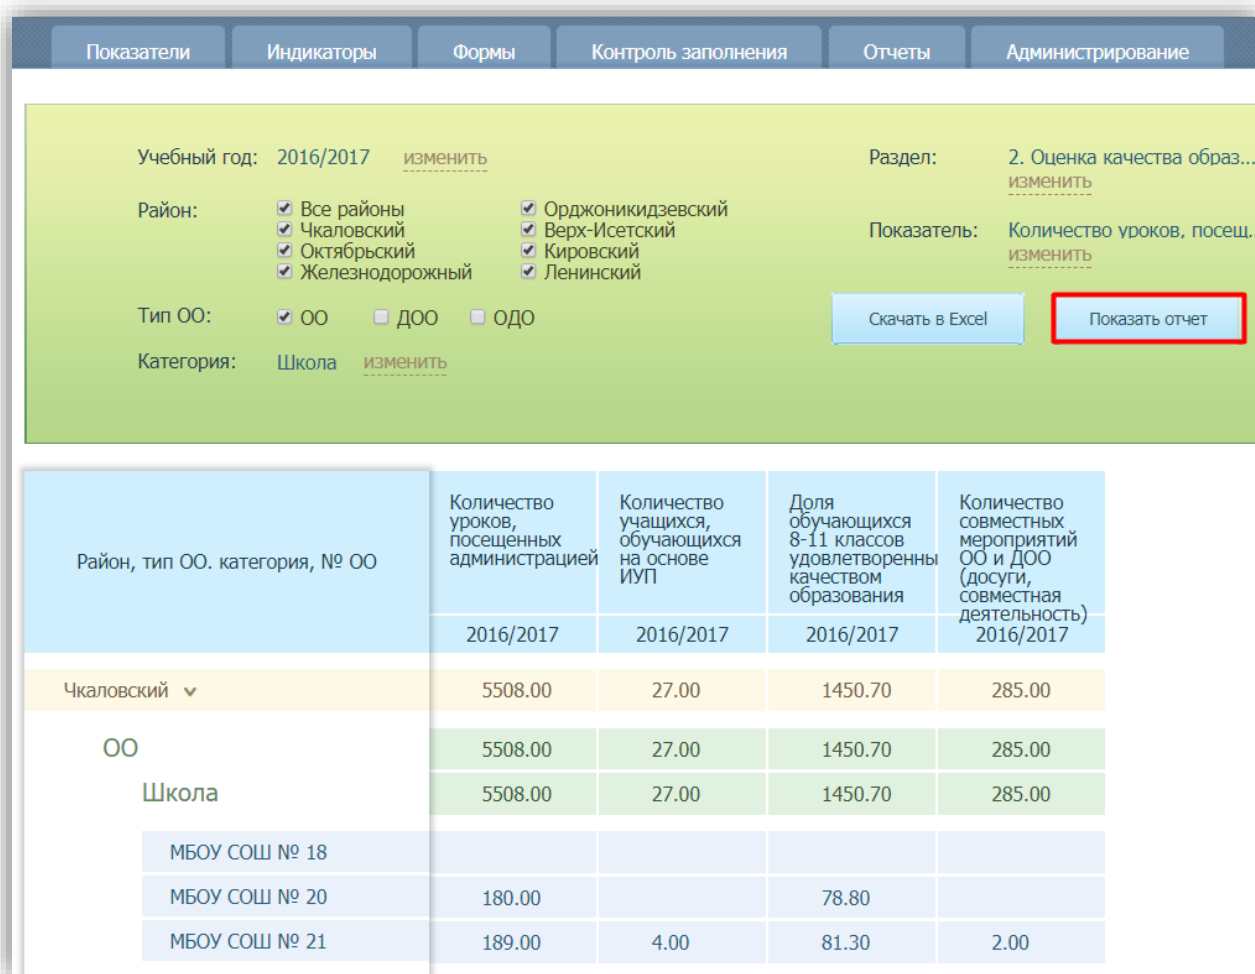 Показатели Индикаторы Формы Контроль заполнения Отчеты Администрирование
Учебный год: 2016/2017 изменить
Район: Все районы Орджоникидзевский
Чкаловский Верх-Исетский
Октябрьский Кировский
Железнодорожный Ленинский
Тип ОО: ОО ДОО ОДО
Категория: Школа изменить
Раздел: 2. Оценка качества образ...
изменить
Показатель: Количество уроков, посещ..
изменить
Скачать в Excel Показать отчет
Район, тип ОО. категория, № ОО
Количество
уроков,
посещенных
администрацией
Количество
учащихся,
обучающихся
на основе
ИУП
Доля
обучающихся
8-11 классов
удовлетворенны
качеством
образования
Количество
совместных
мероприятий
ОО и ДОО
(досуги,
совместная
деятельность)
2016/2017 2016/2017 2016/2017 2016/2017
Чкаловский 5508.00 27.00 1450.70 285.00
ОО 5508.00 27.00 1450.70 285.00
Школа 5508.00 27.00 1450.70 285.00
МБОУ СОШ № 18
МБОУ СОШ № 20 180.00 78.80
МБОУ СОШ № 21 189.00 4.00 81.30 2.00